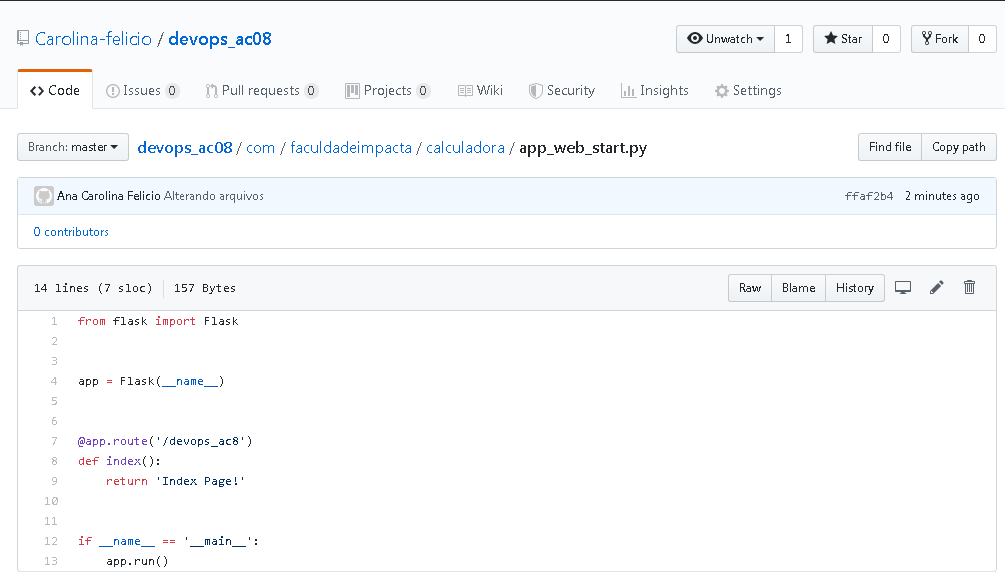 Carolina-felicio / devops_ac08
Unwatch 1 Star 0 Fork 0
Code Issues 0 Pull requests 0 Projects 0 Wiki Security Insights Settings
Branch: master devops_ac08 / com / faculdadeimpacta / calculadora / app_web_start.py Find file Copy path
Ana Carolina Felicio Alterando arquivos ffaf2b4 2 minutes ago
0 contributors
14 lines (7 sloc) 157 Bytes Raw Blame History
1 from flask import Flask
2
3
4 app = Flask(__name__)
5
6
7 @app.route('/devops_ac8')
8 def index():
9     return 'Index Page!'
10
11
12 if __name__ == '__main__':
13     app.run()